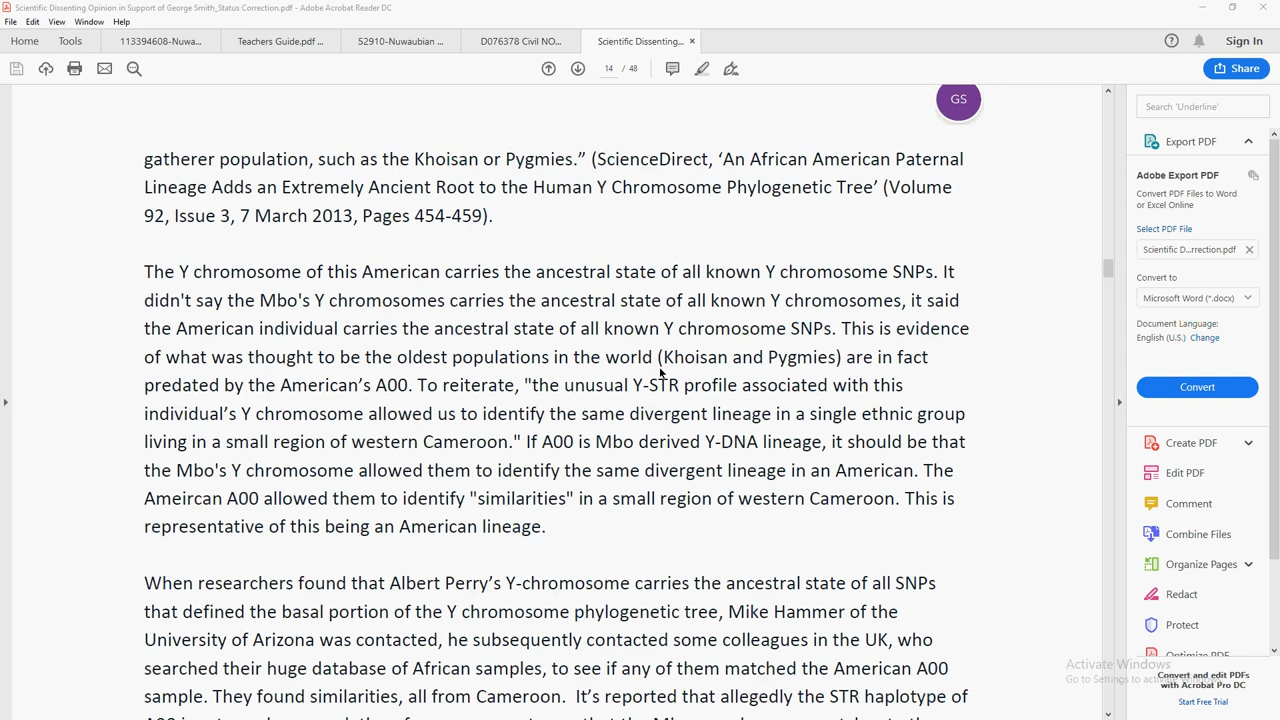 Scientific Dissenting Opinion in Support of George Smith_Status Correction.pdf - Adobe Acrobat Reader DC
File Edit View Window Help
Home Tools 113394608-Nuwa... Teachers Guide.pdf ... 52910-Nuwaubian ... D076378 Civil NO... Scientific Dissenting... × Sign In
14 / 48 Share
GS
gatherer population, such as the Khoisan or Pygmies.” (ScienceDirect, ‘An African American Paternal
Lineage Adds an Extremely Ancient Root to the Human Y Chromosome Phylogenetic Tree’ (Volume
92, Issue 3, 7 March 2013, Pages 454-459).
The Y chromosome of this American carries the ancestral state of all known Y chromosome SNPs. It
didn't say the Mbo's Y chromosomes carries the ancestral state of all known Y chromosomes, it said
the American individual carries the ancestral state of all known Y chromosome SNPs. This is evidence
of what was thought to be the oldest populations in the world (Khoisan and Pygmies) are in fact
predated by the American’s A00. To reiterate, "the unusual Y-STR profile associated with this
individual’s Y chromosome allowed us to identify the same divergent lineage in a single ethnic group
living in a small region of western Cameroon." If A00 is Mbo derived Y-DNA lineage, it should be that
the Mbo's Y chromosome allowed them to identify the same divergent lineage in an American. The
Ameircan A00 allowed them to identify "similarities" in a small region of western Cameroon. This is
representative of this being an American lineage.
When researchers found that Albert Perry’s Y-chromosome carries the ancestral state of all SNPs
that defined the basal portion of the Y chromosome phylogenetic tree, Mike Hammer of the
University of Arizona was contacted, he subsequently contacted some colleagues in the UK, who
searched their huge database of African samples, to see if any of them matched the American A00
sample. They found similarities, all from Cameroon.  It’s reported that allegedly the STR haplotype of
Search 'Underline'
Export PDF
Adobe Export PDF
Convert PDF Files to Word
or Excel Online
Select PDF File
Scientific D...rrection.pdf
Convert to
Microsoft Word (*.docx)
Document Language:
English (U.S.) Change
Convert
Create PDF
Edit PDF
Comment
Combine Files
Organize Pages
Redact
Protect
Optimize PDF
Activate Windows
Go to Settings to
Convert and edit PDFs
with Acrobat Pro DC
Start Free Trial